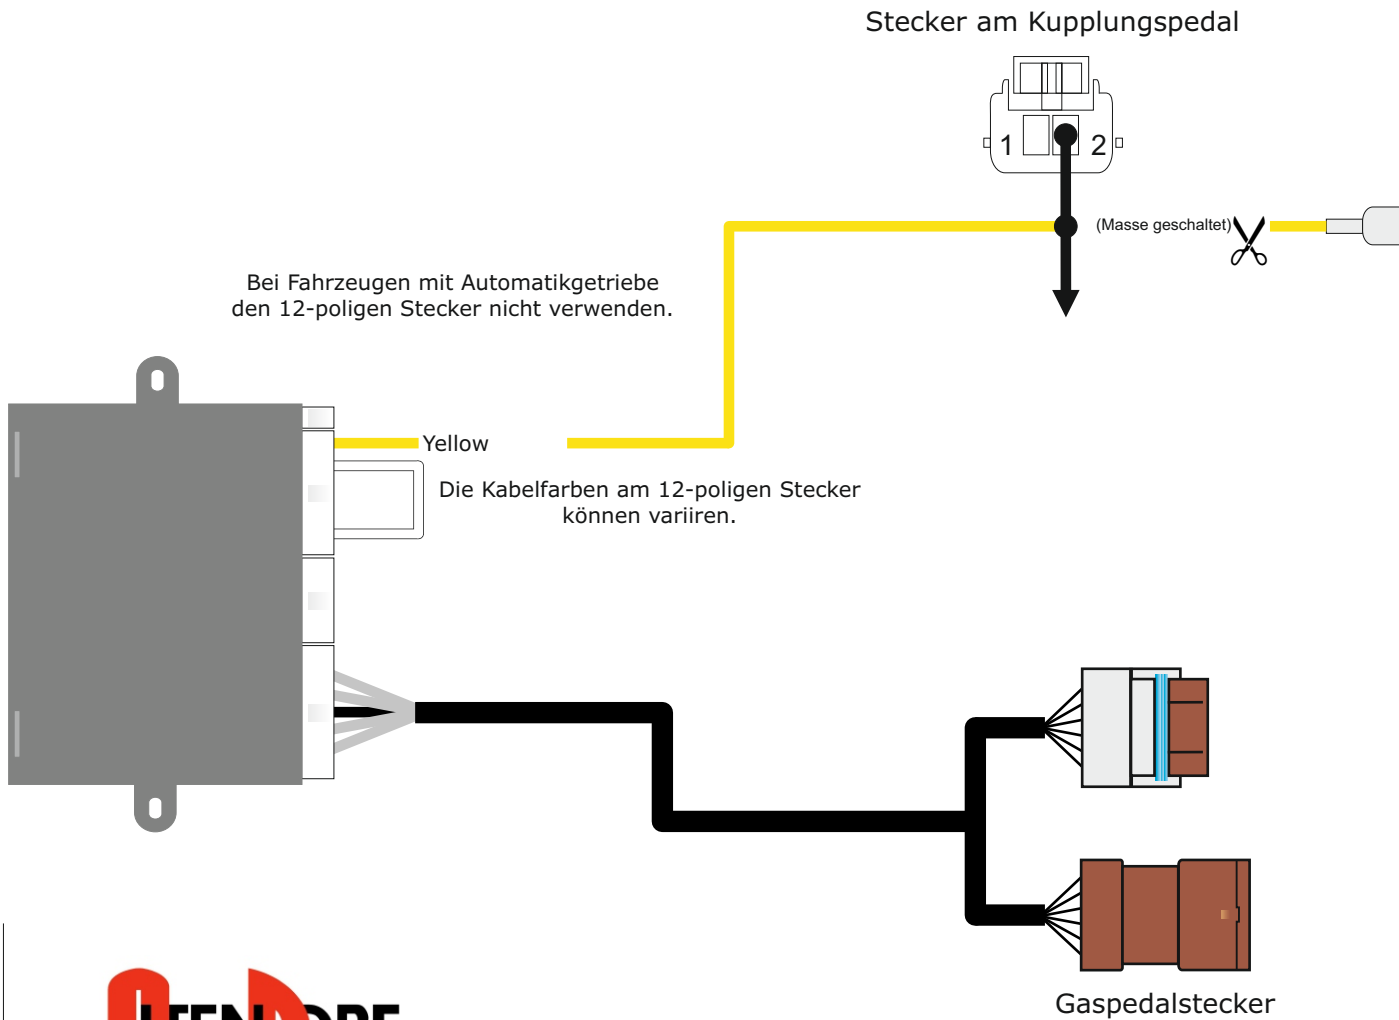 Stecker am Kupplungspedal
1
2
(Masse geschaltet)
Bei Fahrzeugen mit Automatikgetriebe
den 12-poligen Stecker nicht verwenden.
Yellow
Die Kabelfarben am 12-poligen Stecker
können variiren.
Gaspedalstecker